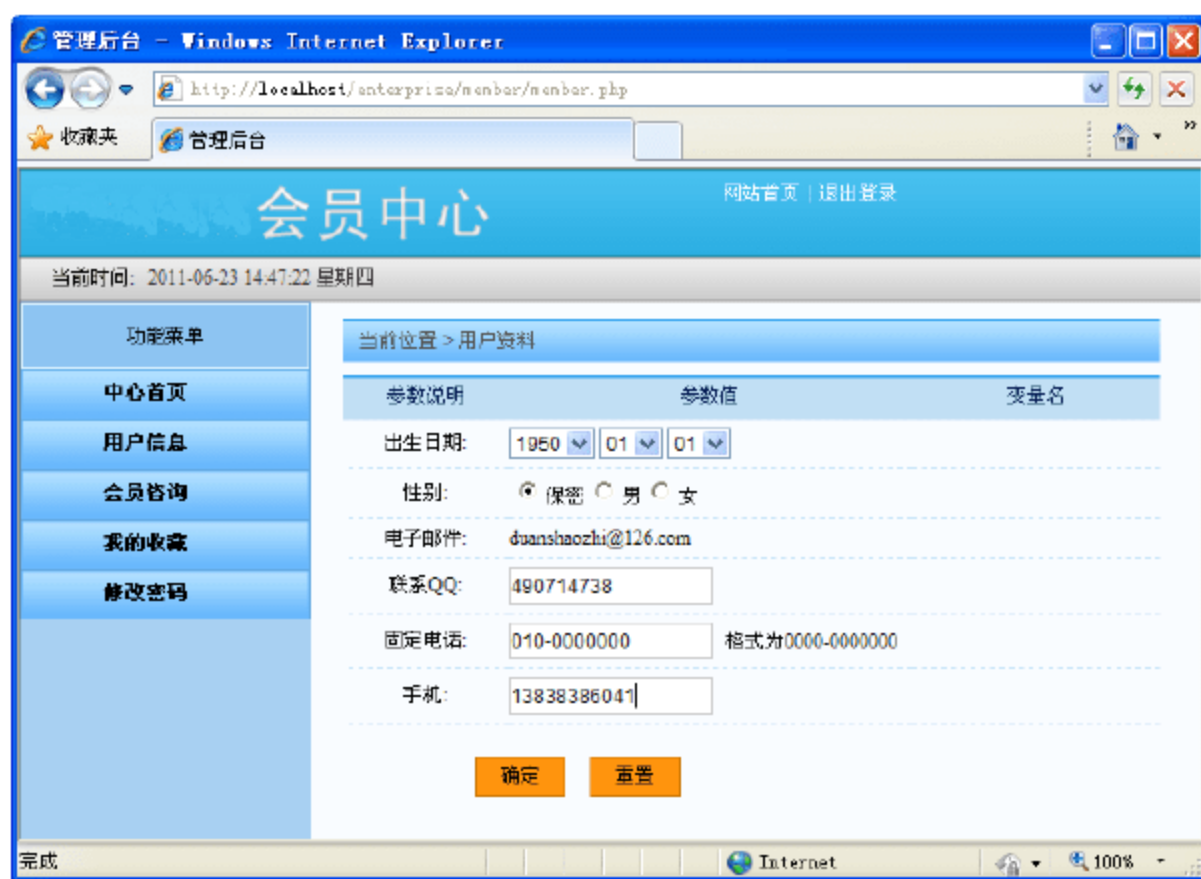 管理后台 - Windows Internet Explorer
http://localhost/enterprise/member/member.php
收藏夹 管理后台
会员中心
网站首页 | 退出登录
当前时间: 2011-06-23 14:47:22 星期四
功能菜单
中心首页
用户信息
会员咨询
我的收藏
修改密码
当前位置 > 用户资料
参数说明 参数值 变量名
出生日期: 1950 01 01
性别: 保密 男 女
电子邮件: duanshaozhi@126.com
联系QQ: 490714738
固定电话: 010-0000000 格式为0000-0000000
手机: 13838386041
确定 重置
完成 Internet 100%